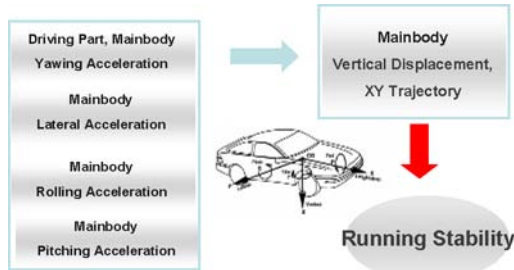 Driving Part, Mainbody
Yawing Acceleration
Mainbody
Lateral Acceleration
Mainbody
Rolling Acceleration
Mainbody
Pitching Acceleration
Mainbody
Vertical Displacement,
XY Trajectory
Running Stability